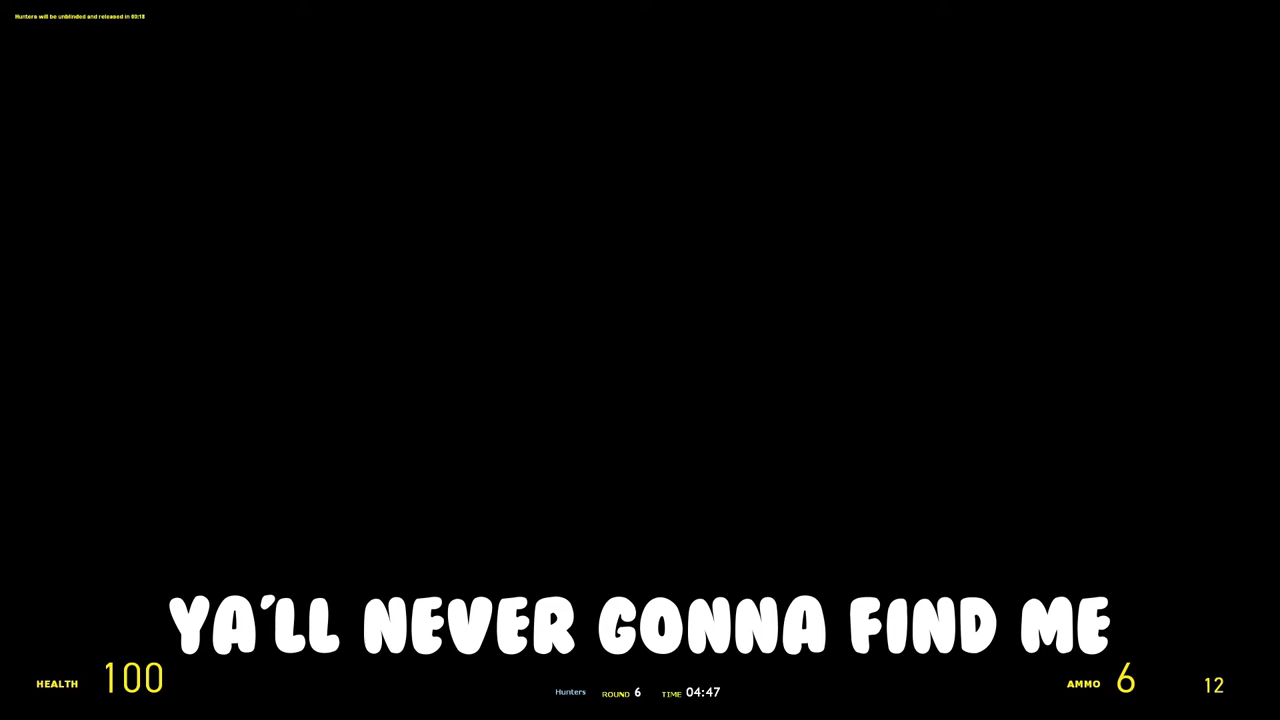 Hunters will be unblinded and released in 00:18
YA'LL NEVER GONNA FIND ME
HEALTH 100 Hunters ROUND 6 TIME 04:47 AMMO 6 12